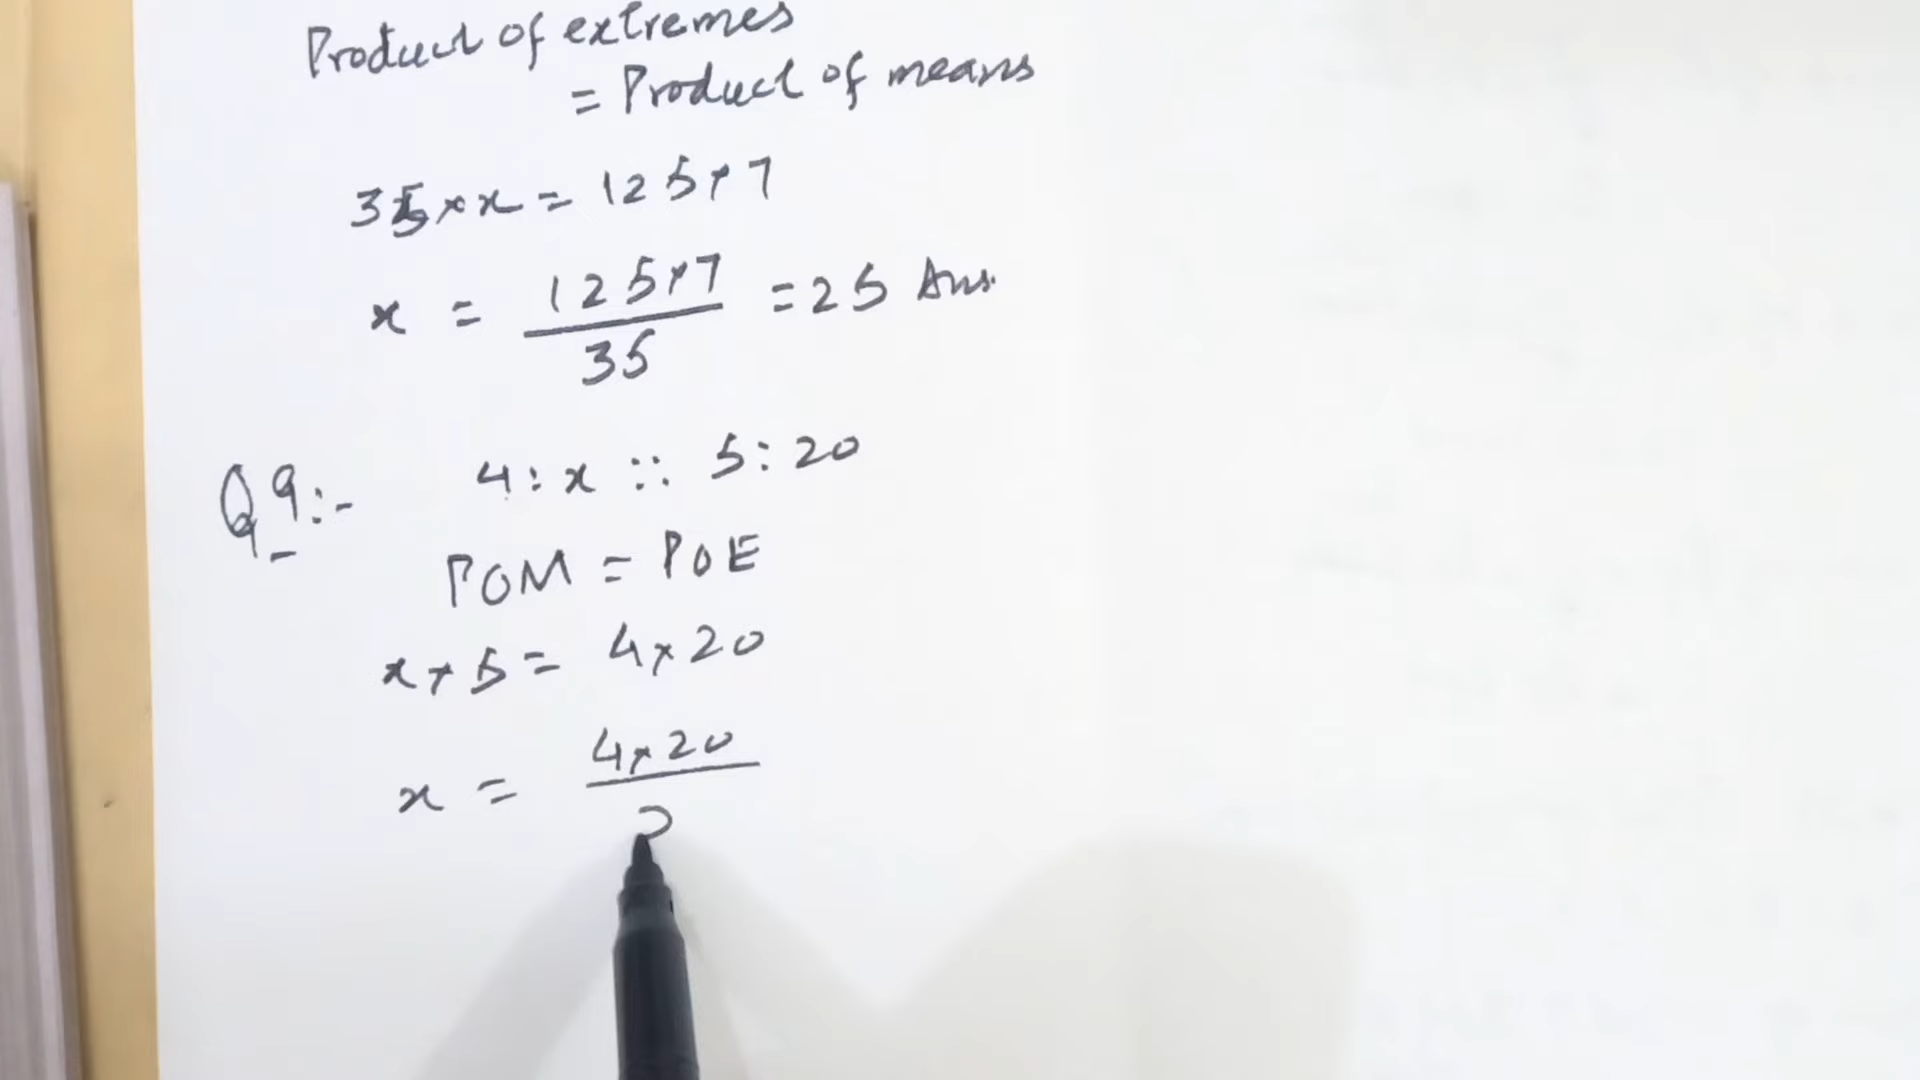 Product of extremes
= Product of means
35 × x = 125 × 7
x = 125 × 7 = 25 Ans.
35
Q9:- 4 : x :: 5 : 20
POM = POE
x × 5 = 4 × 20
x = 4 × 20